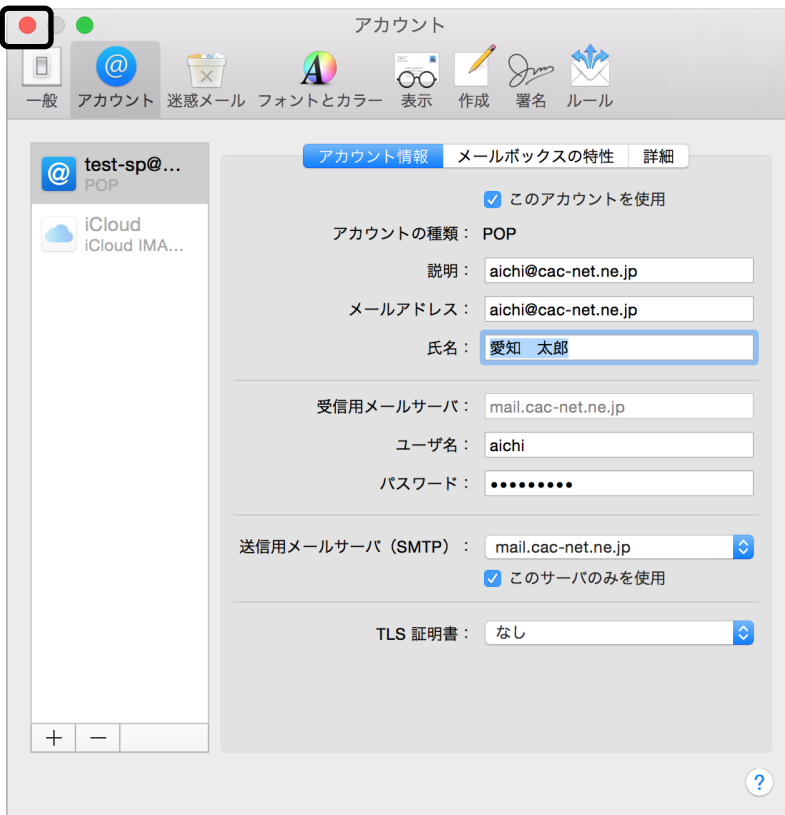 アカウント
一般 アカウント 迷惑メール フォントとカラー 表示 作成 署名 ルール
test-sp@...
POP
iCloud
iCloud IMA...
アカウント情報 メールボックスの特性 詳細
このアカウントを使用
アカウントの種類： POP
説明： aichi@cac-net.ne.jp
メールアドレス： aichi@cac-net.ne.jp
氏名： 愛知　太郎
受信用メールサーバ： mail.cac-net.ne.jp
ユーザ名： aichi
パスワード： •••••••••
送信用メールサーバ（SMTP）： mail.cac-net.ne.jp
このサーバのみを使用
TLS 証明書： なし
?